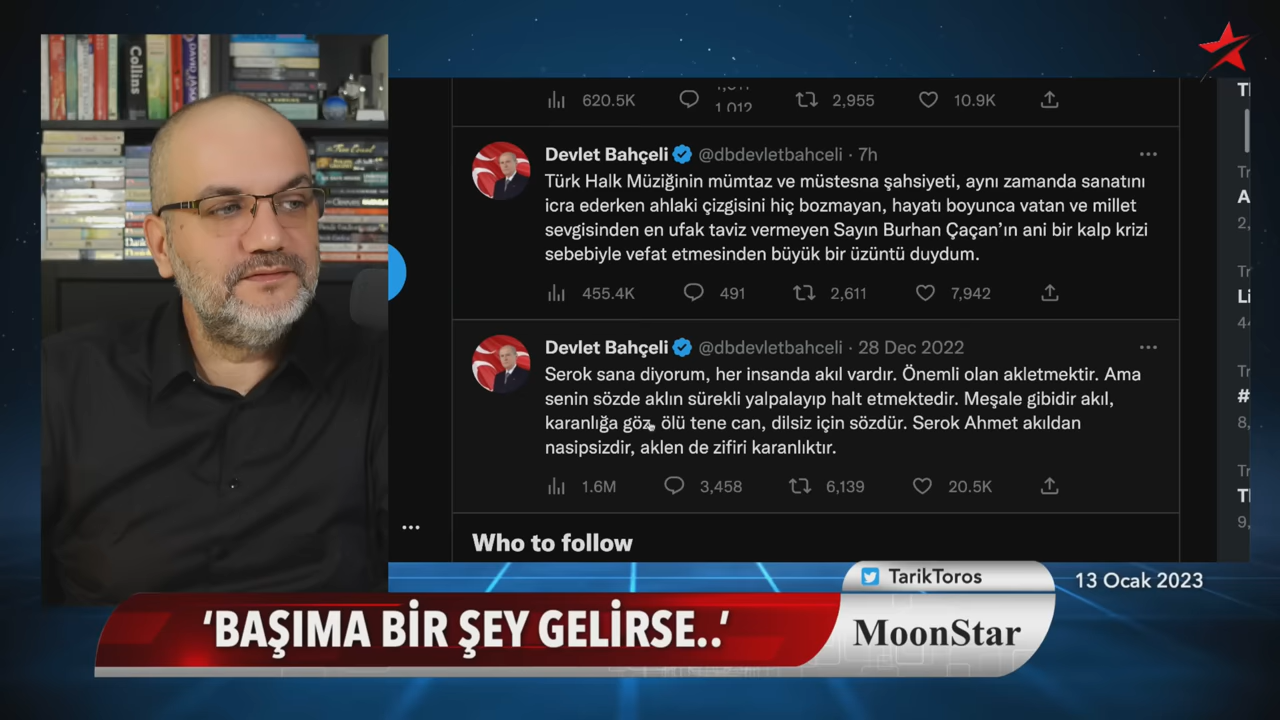 Collins
620.5K
1,012
2,955
10.9K
Devlet Bahçeli @dbdevletbahceli · 7h
Türk Halk Müziğinin mümtaz ve müstesna şahsiyeti, aynı zamanda sanatını
icra ederken ahlaki çizgisini hiç bozmayan, hayatı boyunca vatan ve millet
sevgisinden en ufak taviz vermeyen Sayın Burhan Çaçan’ın ani bir kalp krizi
sebebiyle vefat etmesinden büyük bir üzüntü duydum.
455.4K
491
2,611
7,942
Devlet Bahçeli @dbdevletbahceli · 28 Dec 2022
Serok sana diyorum, her insanda akıl vardır. Önemli olan akletmektir. Ama
senin sözde aklın sürekli yalpalayıp halt etmektedir. Meşale gibidir akıl,
karanlığa göz, ölü tene can, dilsiz için sözdür. Serok Ahmet akıldan
nasipsizdir, aklen de zifiri karanlıktır.
1.6M
3,458
6,139
20.5K
Who to follow
TarikToros
13 Ocak 2023
‘BAŞIMA BİR ŞEY GELİRSE..’
MoonStar